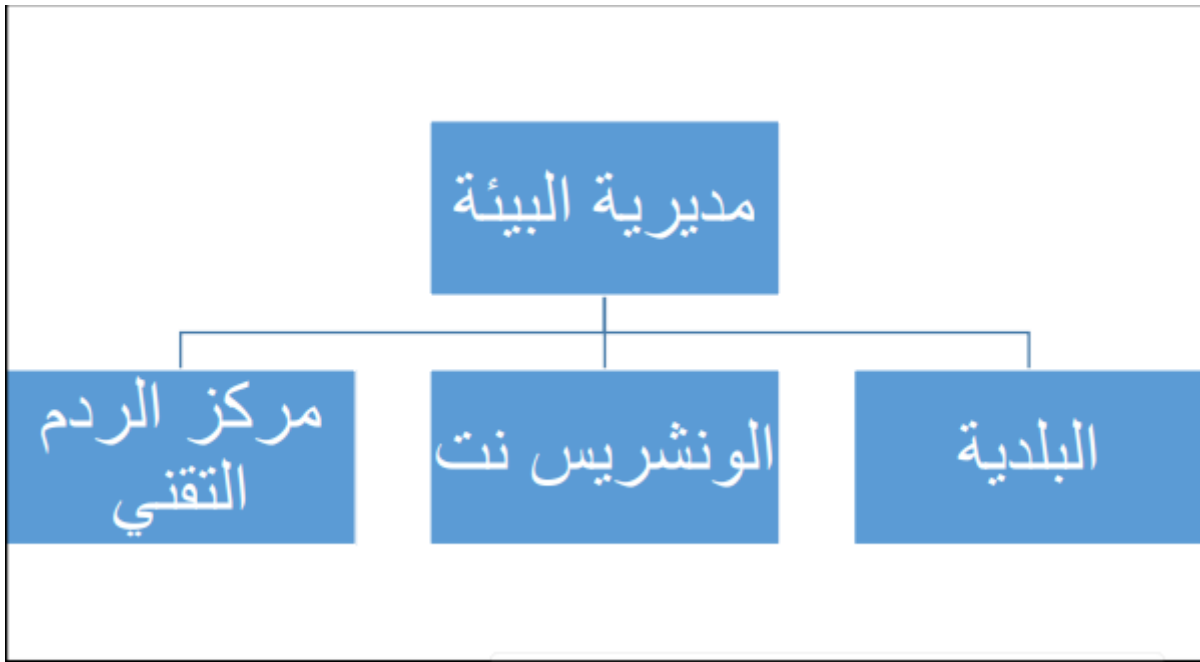 مديرية البيئة
البلدية
الونشريس نت
مركز الردم
التقني